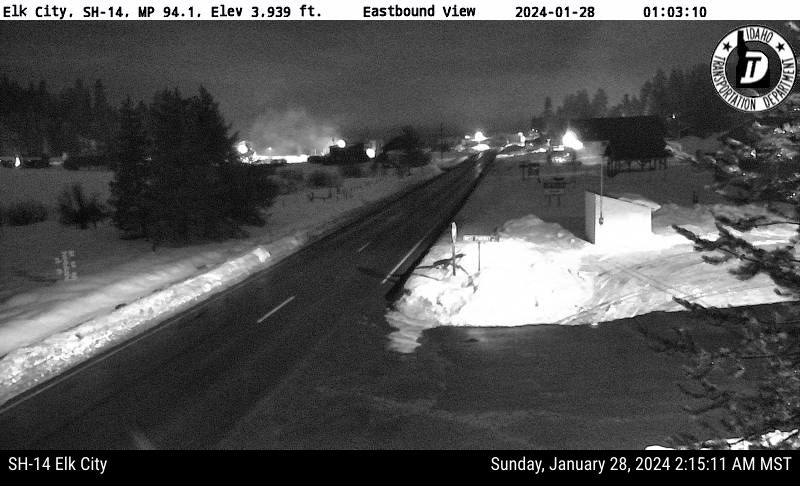 Elk City, SH-14, MP 94.1, Elev 3,939 ft. Eastbound View 2024-01-28 01:03:10
IDAHO
TRANSPORTATION DEPARTMENT
SH-14 Elk City Sunday, January 28, 2024 2:15:11 AM MST